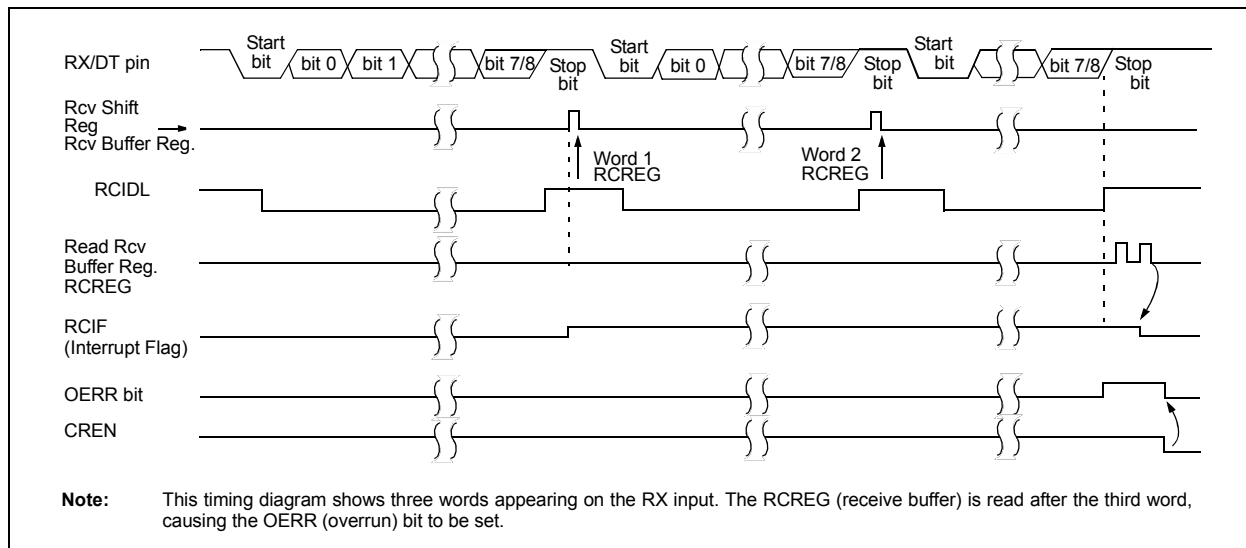 RX/DT pin
Start bit
bit 0
bit 1
bit 7/8
Stop bit
Start bit
bit 0
bit 7/8
Stop bit
Start bit
bit 7/8
Stop bit
Rcv Shift
Reg
Rcv Buffer Reg.
Word 1
RCREG
Word 2
RCREG
RCIDL
Read Rcv
Buffer Reg.
RCREG
RCIF
(Interrupt Flag)
OERR bit
CREN
Note: This timing diagram shows three words appearing on the RX input. The RCREG (receive buffer) is read after the third word,
causing the OERR (overrun) bit to be set.